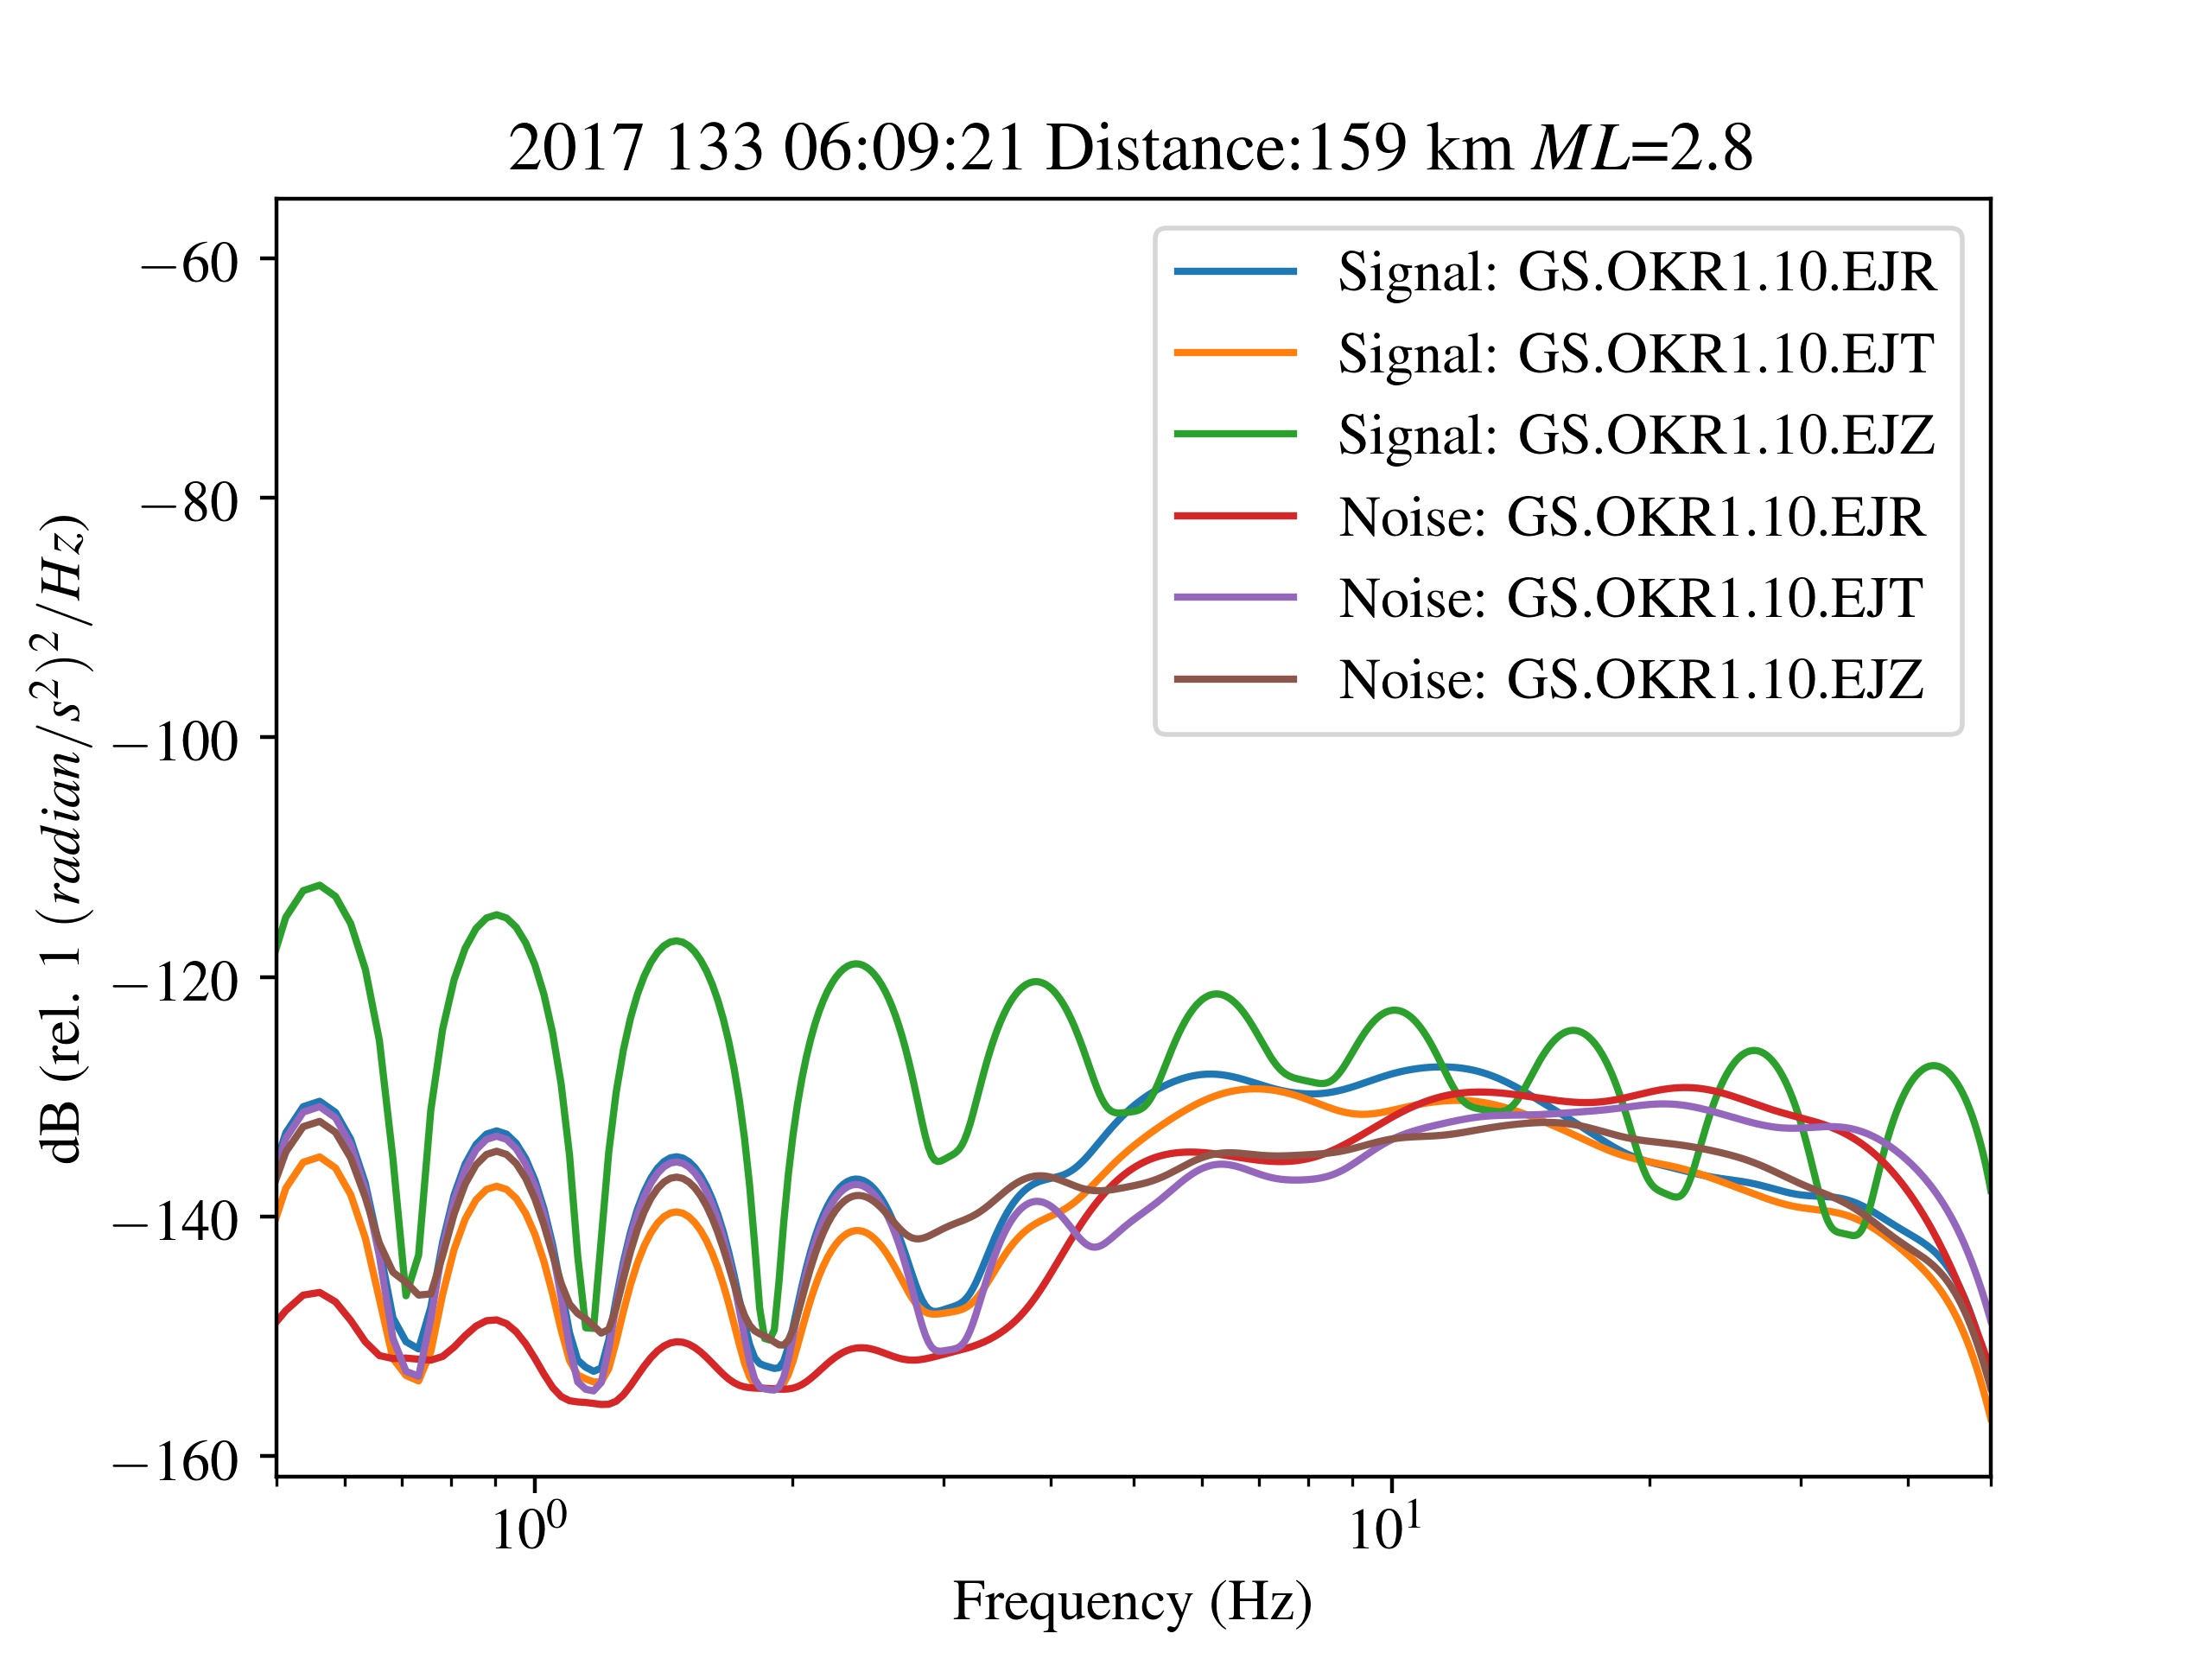 2017 133 06:09:21 Distance:159 km ML=2.8
Signal: GS.OKR1.10.EJR
Signal: GS.OKR1.10.EJT
Signal: GS.OKR1.10.EJZ
Noise: GS.OKR1.10.EJR
Noise: GS.OKR1.10.EJT
Noise: GS.OKR1.10.EJZ
dB (rel. 1 (radian/s²)²/Hz)
−60
−80
−100
−120
−140
−160
10⁰
10¹
Frequency (Hz)